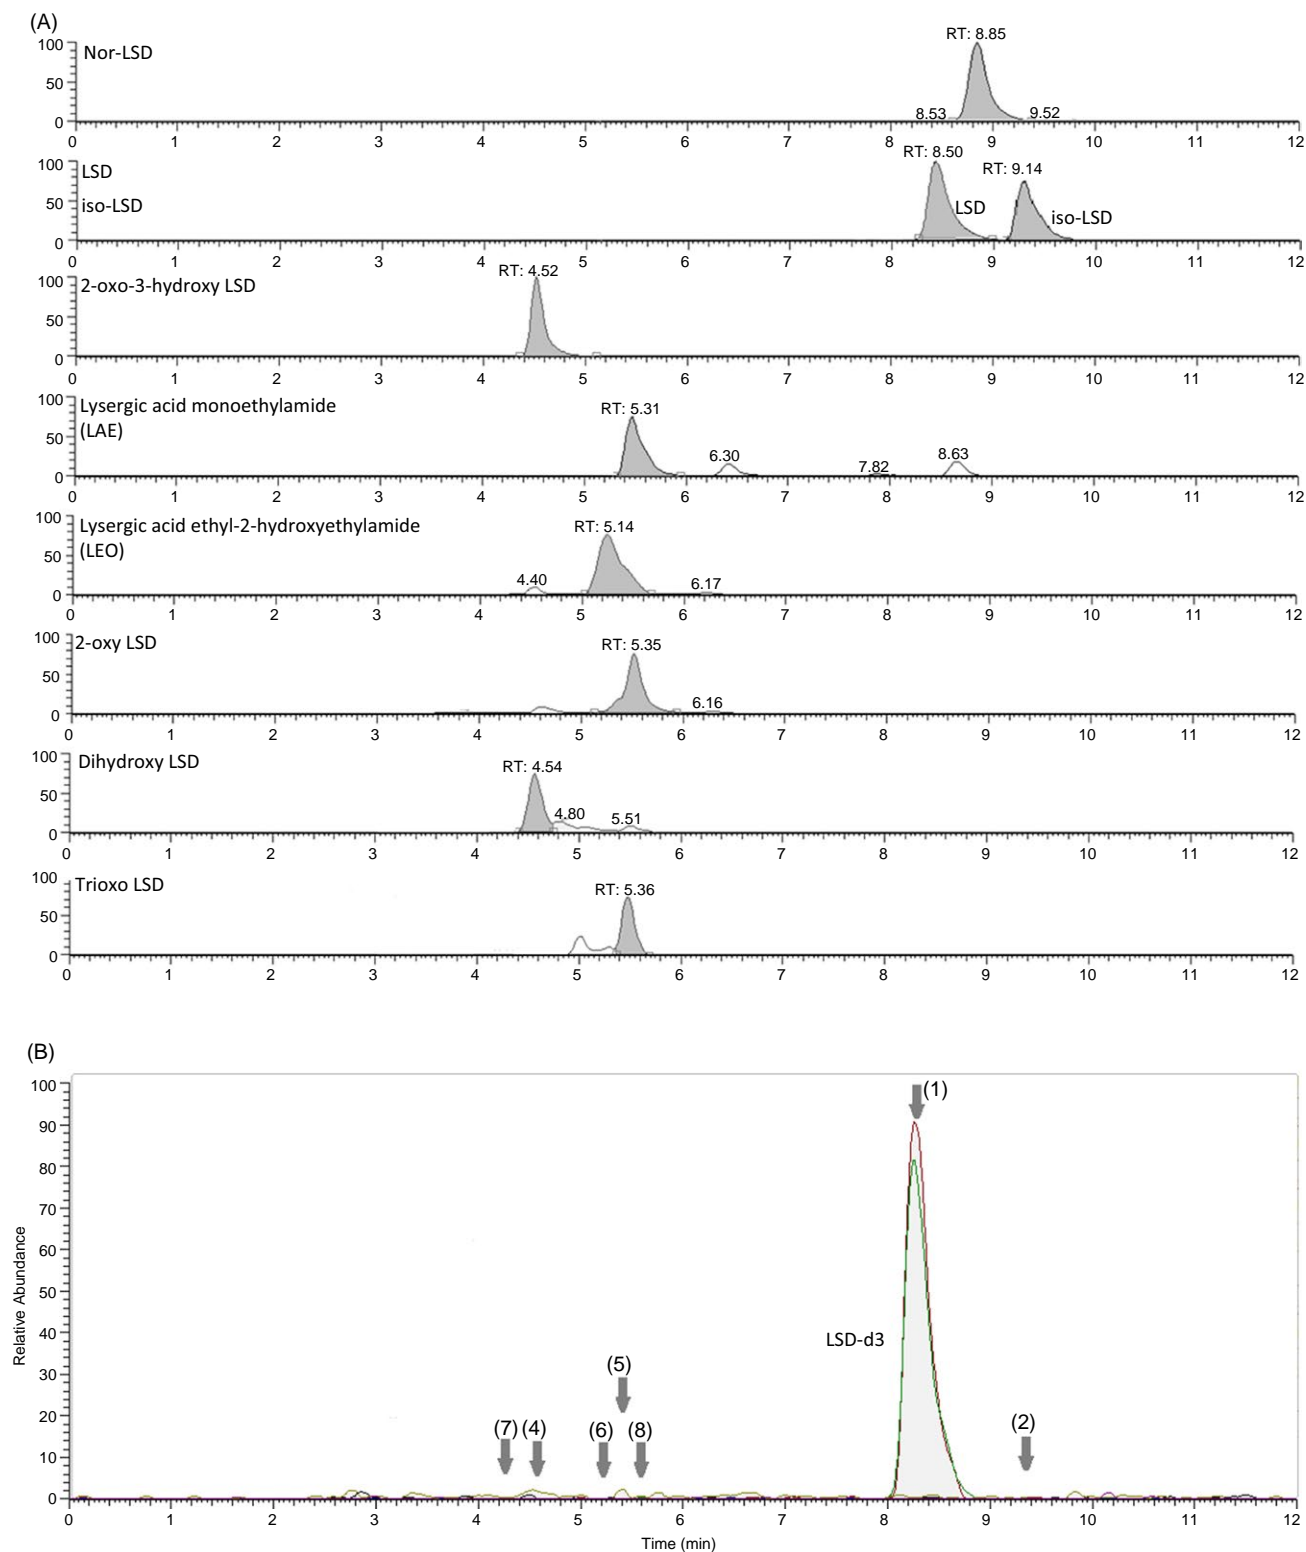 (A)
Nor-LSD
RT: 8.85
8.53
9.52
100
50
0
0 1 2 3 4 5 6 7 8 9 10 11 12
LSD
iso-LSD
RT: 8.50
RT: 9.14
LSD
iso-LSD
100
50
0
0 1 2 3 4 5 6 7 8 9 10 11 12
2-oxo-3-hydroxy LSD
RT: 4.52
100
50
0
0 1 2 3 4 5 6 7 8 9 10 11 12
Lysergic acid monoethylamide
(LAE)
RT: 5.31
6.30
7.82
8.63
100
50
0
0 1 2 3 4 5 6 7 8 9 10 11 12
Lysergic acid ethyl-2-hydroxyethylamide
(LEO)
RT: 5.14
4.40
6.17
100
50
0
0 1 2 3 4 5 6 7 8 9 10 11 12
2-oxy LSD
RT: 5.35
6.16
100
50
0
0 1 2 3 4 5 6 7 8 9 10 11 12
Dihydroxy LSD
RT: 4.54
4.80
5.51
100
50
0
0 1 2 3 4 5 6 7 8 9 10 11 12
Trioxo LSD
RT: 5.36
100
50
0
0 1 2 3 4 5 6 7 8 9 10 11 12
(B)
Relative Abundance
100
90
80
70
60
50
40
30
20
10
0
(1)
LSD-d3
(5)
(7) (4) (6) (8) (2)
0 1 2 3 4 5 6 7 8 9 10 11 12
Time (min)